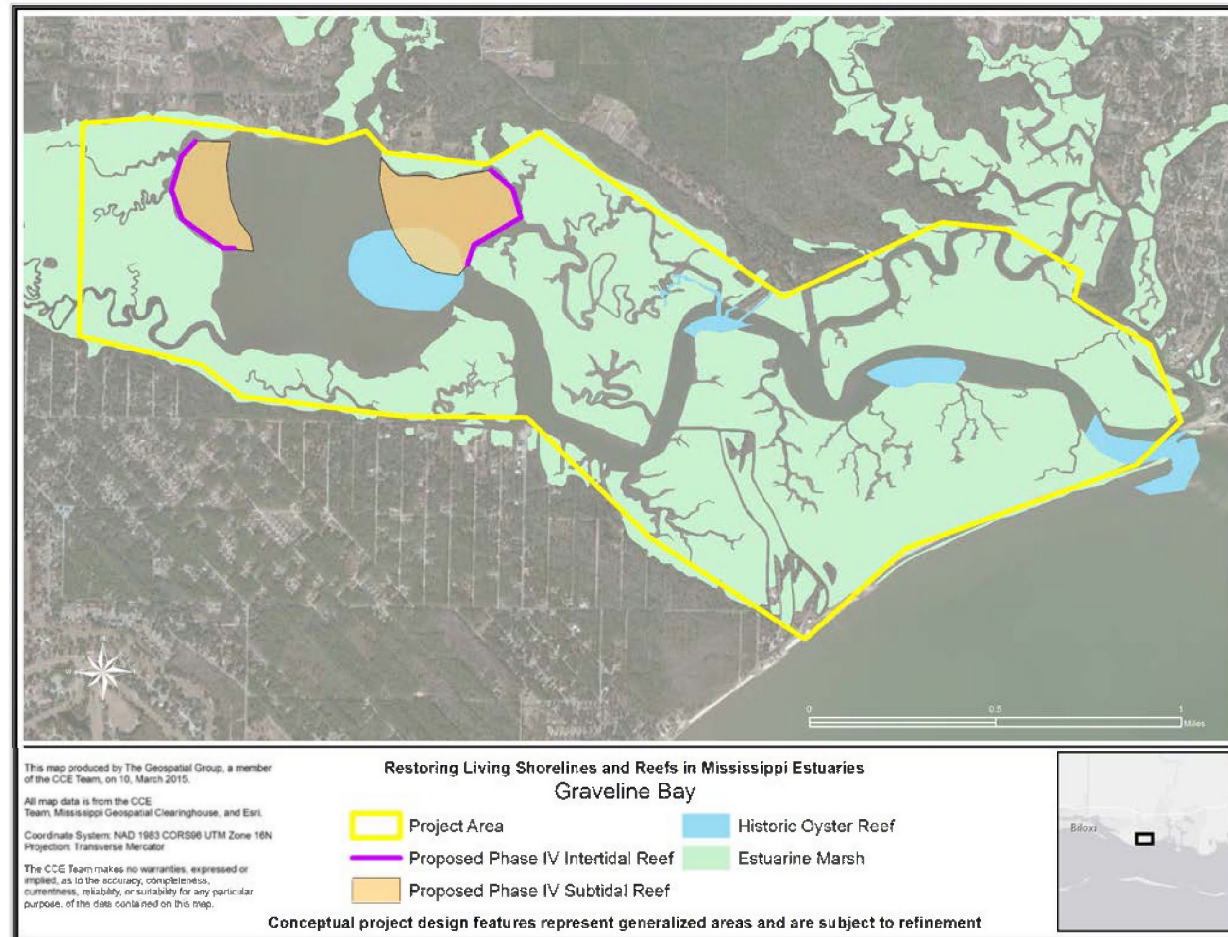 0
0.5
1
Miles
This map produced by The Geospatial Group, a member
of the CCE Team, on 10, March 2015.
All map data is from the CCE
Team, Mississippi Geospatial Clearinghouse, and Esri.
Coordinate System: NAD 1983 CORS96 UTM Zone 16N
Projection: Transverse Mercator
The CCE Team makes no warranties, expressed or
implied, as to the accuracy, completeness,
currentness, reliability, or suitability for any particular
purpose, of the data contained on this map.
Restoring Living Shorelines and Reefs in Mississippi Estuaries
Graveline Bay
Project Area
Proposed Phase IV Intertidal Reef
Proposed Phase IV Subtidal Reef
Historic Oyster Reef
Estuarine Marsh
Conceptual project design features represent generalized areas and are subject to refinement
Biloxi